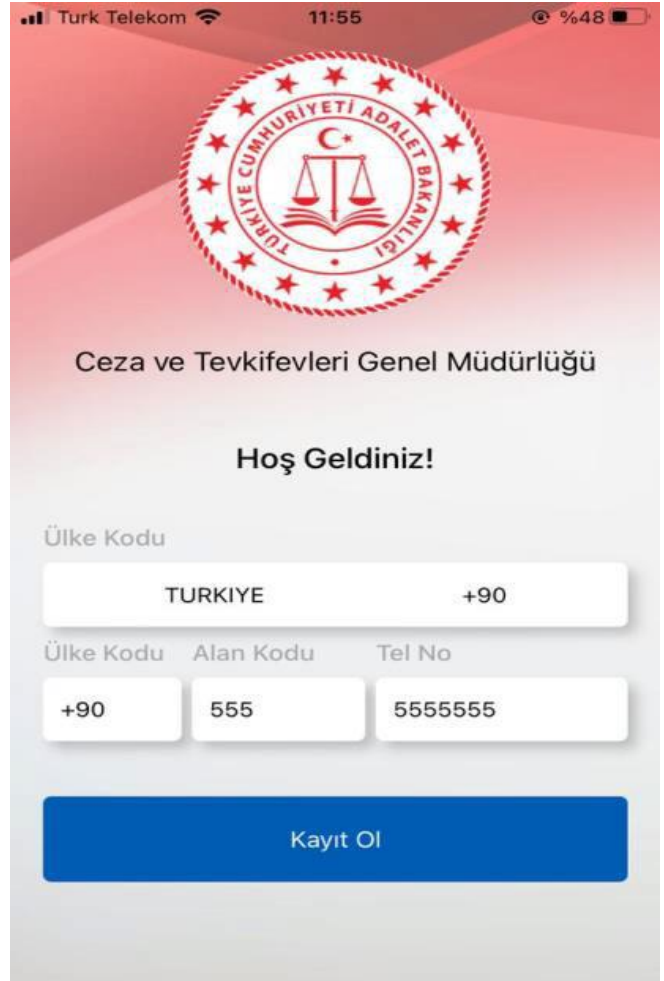 Turk Telekom 11:55 %48
TÜRKİYE CUMHURİYETİ ADALET BAKANLIĞI
Ceza ve Tevkifevleri Genel Müdürlüğü
Hoş Geldiniz!
Ülke Kodu
TURKIYE +90
Ülke Kodu Alan Kodu Tel No
+90 555 5555555
Kayıt Ol